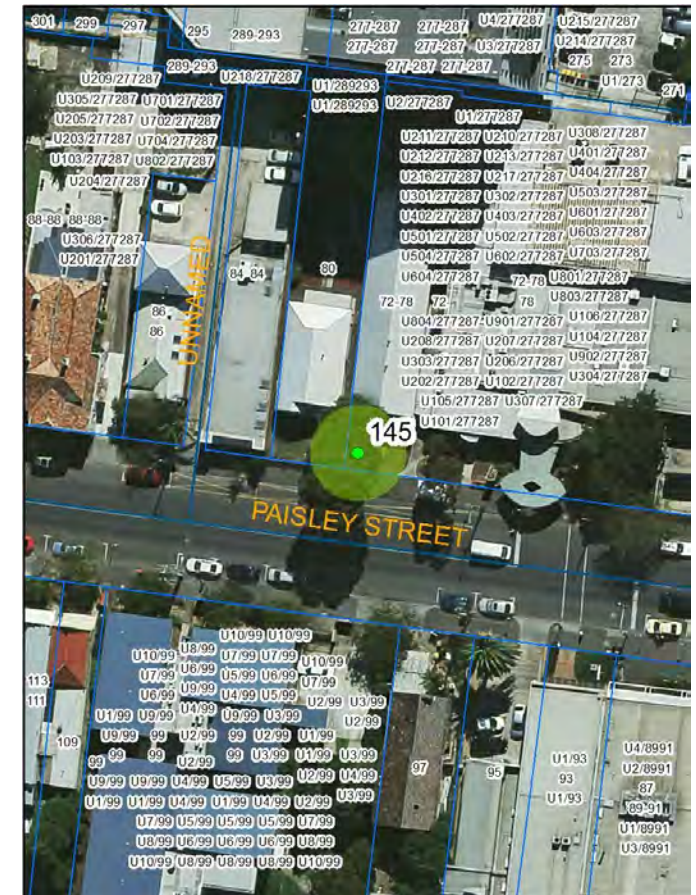 301 299 297 295 289-293 277-287 277-287 U4/277287 U215/277287
277-287 277-287 U3/277287 U214/277287
275 273
289-293 U218/277287 277-287 277-287 U1/273
271
U209/277287 U1/289293 U2/277287
U305/277287 U701/277287 U1/289293 U1/277287
U205/277287 U702/277287 U211/277287 U210/277287 U308/277287
U203/277287 U704/277287 U212/277287 U213/277287 U401/277287
U103/277287 U802/277287 U216/277287 U217/277287 U404/277287
U204/277287 U301/277287 U302/277287 U503/277287
88-88 88-88 U402/277287 U403/277287 U601/277287
U306/277287 U501/277287 U502/277287 U603/277287
U201/277287 U504/277287 U602/277287 U703/277287
UNNAMED
84 84 80 U604/277287 72-78 U801/277287
72-78 72 78 U803/277287
86 U804/277287 U901/277287 U106/277287
86 U208/277287 U207/277287 U104/277287
U303/277287 U206/277287 U902/277287
U202/277287 U102/277287 U304/277287
U105/277287 U307/277287
U101/277287
145
PAISLEY STREET
U10/99 U10/99
U10/99 U8/99 U7/99 U7/99 U10/99
U7/99 U6/99 U5/99 U6/99 U7/99
U6/99 U9/99 U4/99 U5/99 U2/99 U3/99
U1/99 U9/99 U4/99 U9/99 U3/99 U2/99
U9/99 99 U2/99 99 U2/99 U1/99
99 99 99 U3/99 U1/99 U3/99
99 U2/99 U2/99 U4/99
U9/99 U9/99 U4/99 U5/99 U3/99 U3/99
U1/99 U1/99 U4/99 U1/99 U4/99 U2/99
U7/99 U5/99 U5/99 U5/99 U7/99
U8/99 U6/99 U6/99 U6/99 U8/99
U10/99 U8/99 U8/99 U8/99 U10/99
113
111
109
97
95
U1/93
93
U1/93
U4/8991
U2/8991
87
89-91
U1/8991
U3/8991